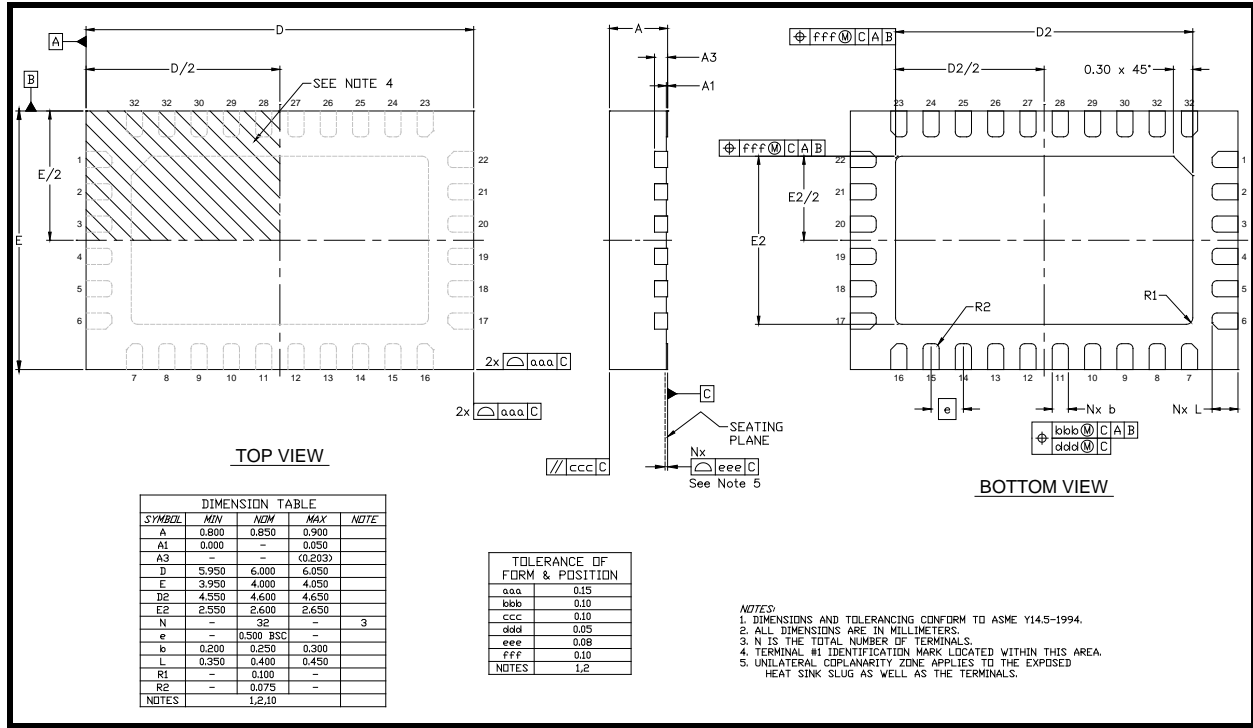 D
A
B
D/2
SEE NOTE 4
32 32 30 29 28 27 26 25 24 23
E/2
E
1
2
3
4
5
6
22
21
20
19
18
17
7 8 9 10 11 12 13 14 15 16
2x ⌓ aaa C
2x ⌓ aaa C
TOP VIEW
A
A3
A1
C
SEATING
PLANE
// ccc C
Nx
⌓ eee C
See Note 5
⌖ fff Ⓜ C A B
D2
D2/2
0.30 x 45°
23 24 25 26 27 28 29 30 32 32
⌖ fff Ⓜ C A B
E2/2
E2
22
21
20
19
18
17
1
2
3
4
5
6
R2
R1
16 15 14 13 12 11 10 9 8 7
e
Nx b
Nx L
⌖ bbb Ⓜ C A B
ddd Ⓜ C
BOTTOM VIEW
DIMENSION TABLE
SYMBOL MIN NOM MAX NOTE
A 0.800 0.850 0.900
A1 0.000 - 0.050
A3 - - (0.203)
D 5.950 6.000 6.050
E 3.950 4.000 4.050
D2 4.550 4.600 4.650
E2 2.550 2.600 2.650
N - 32 - 3
e - 0.500 BSC -
b 0.200 0.250 0.300
L 0.350 0.400 0.450
R1 - 0.100 -
R2 - 0.075 -
NOTES 1,2,10
TOLERANCE OF
FORM & POSITION
aaa 0.15
bbb 0.10
ccc 0.10
ddd 0.05
eee 0.08
fff 0.10
NOTES 1,2
NOTES:
1. DIMENSIONS AND TOLERANCING CONFORM TO ASME Y14.5-1994.
2. ALL DIMENSIONS ARE IN MILLIMETERS.
3. N IS THE TOTAL NUMBER OF TERMINALS.
4. TERMINAL #1 IDENTIFICATION MARK LOCATED WITHIN THIS AREA.
5. UNILATERAL COPLANARITY ZONE APPLIES TO THE EXPOSED
HEAT SINK SLUG AS WELL AS THE TERMINALS.